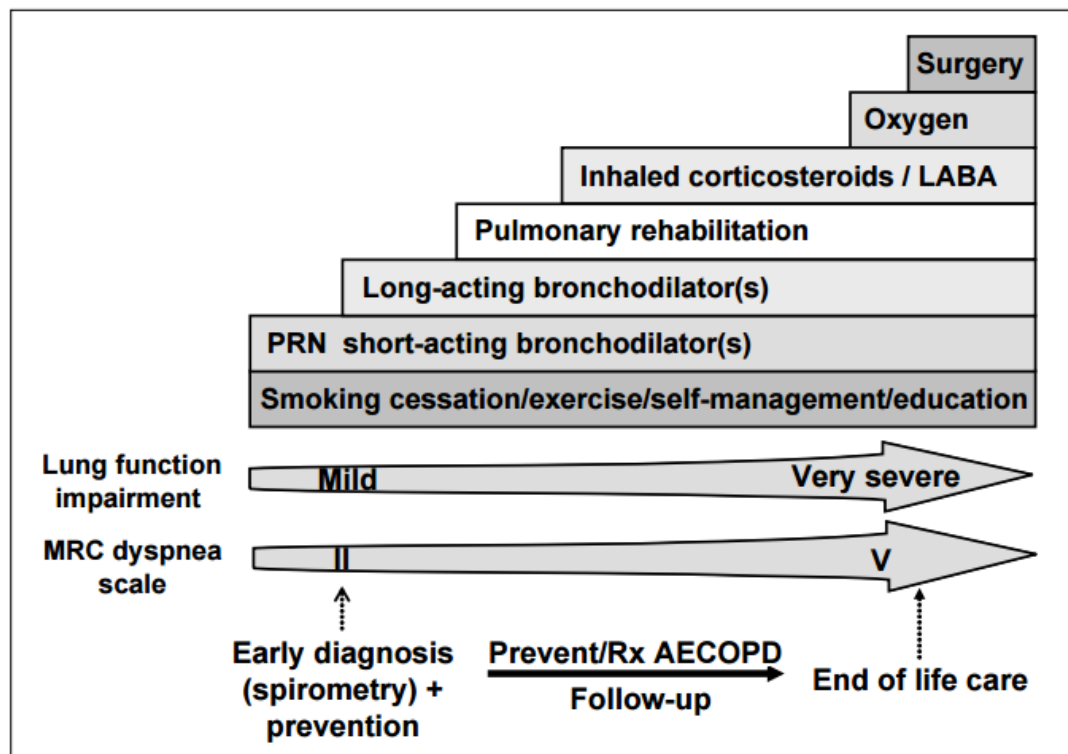 Surgery
Oxygen
Inhaled corticosteroids / LABA
Pulmonary rehabilitation
Long-acting bronchodilator(s)
PRN short-acting bronchodilator(s)
Smoking cessation/exercise/self-management/education
Lung function
impairment
Mild
Very severe
MRC dyspnea
scale
II
V
Early diagnosis
(spirometry) +
prevention
Prevent/Rx AECOPD
Follow-up
End of life care